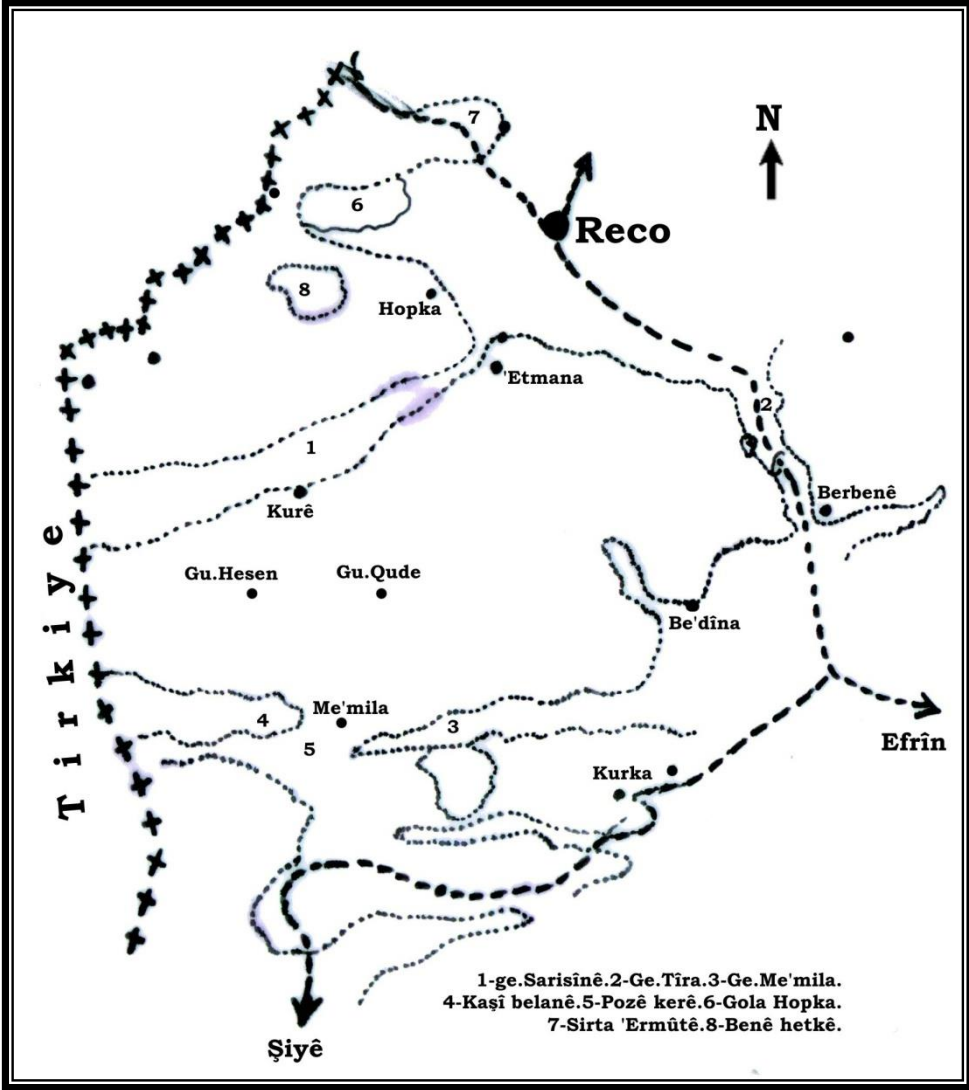 7
N
6
Reco
8
Hopka
'Etmana
2
1
Berbenê
Kurê
Gu.Hesen
Gu.Qude
Be'dîna
Tirkiye
Me'mila
4
3
5
Efrîn
Kurka
1-ge.Sarisînê.2-Ge.Tîra.3-Ge.Me'mila.
4-Kaşî belanê.5-Pozê kerê.6-Gola Hopka.
7-Sirta 'Ermûtê.8-Benê hetkê.
Şiyê